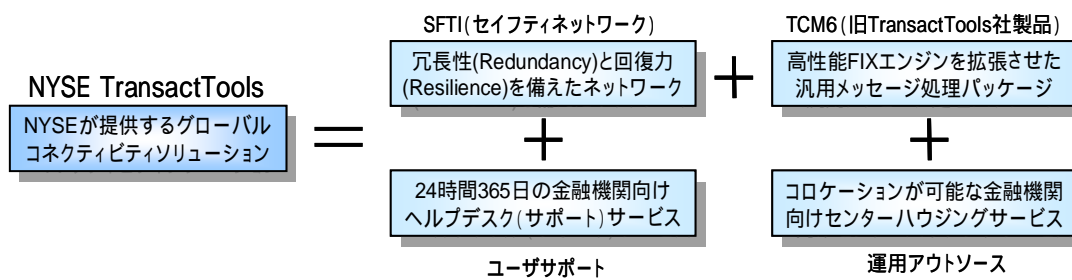 NYSE TransactTools
NYSEが提供するグローバル
コネクティビティソリューション
=
SFTI(セイフティネットワーク)
冗長性(Redundancy)と回復力
(Resilience)を備えたネットワーク
+
24時間365日の金融機関向け
ヘルプデスク(サポート)サービス
ユーザサポート
+
TCM6(旧TransactTools社製品)
高性能FIXエンジンを拡張させた
汎用メッセージ処理パッケージ
+
コロケーションが可能な金融機関
向けセンターハウジングサービス
運用アウトソース